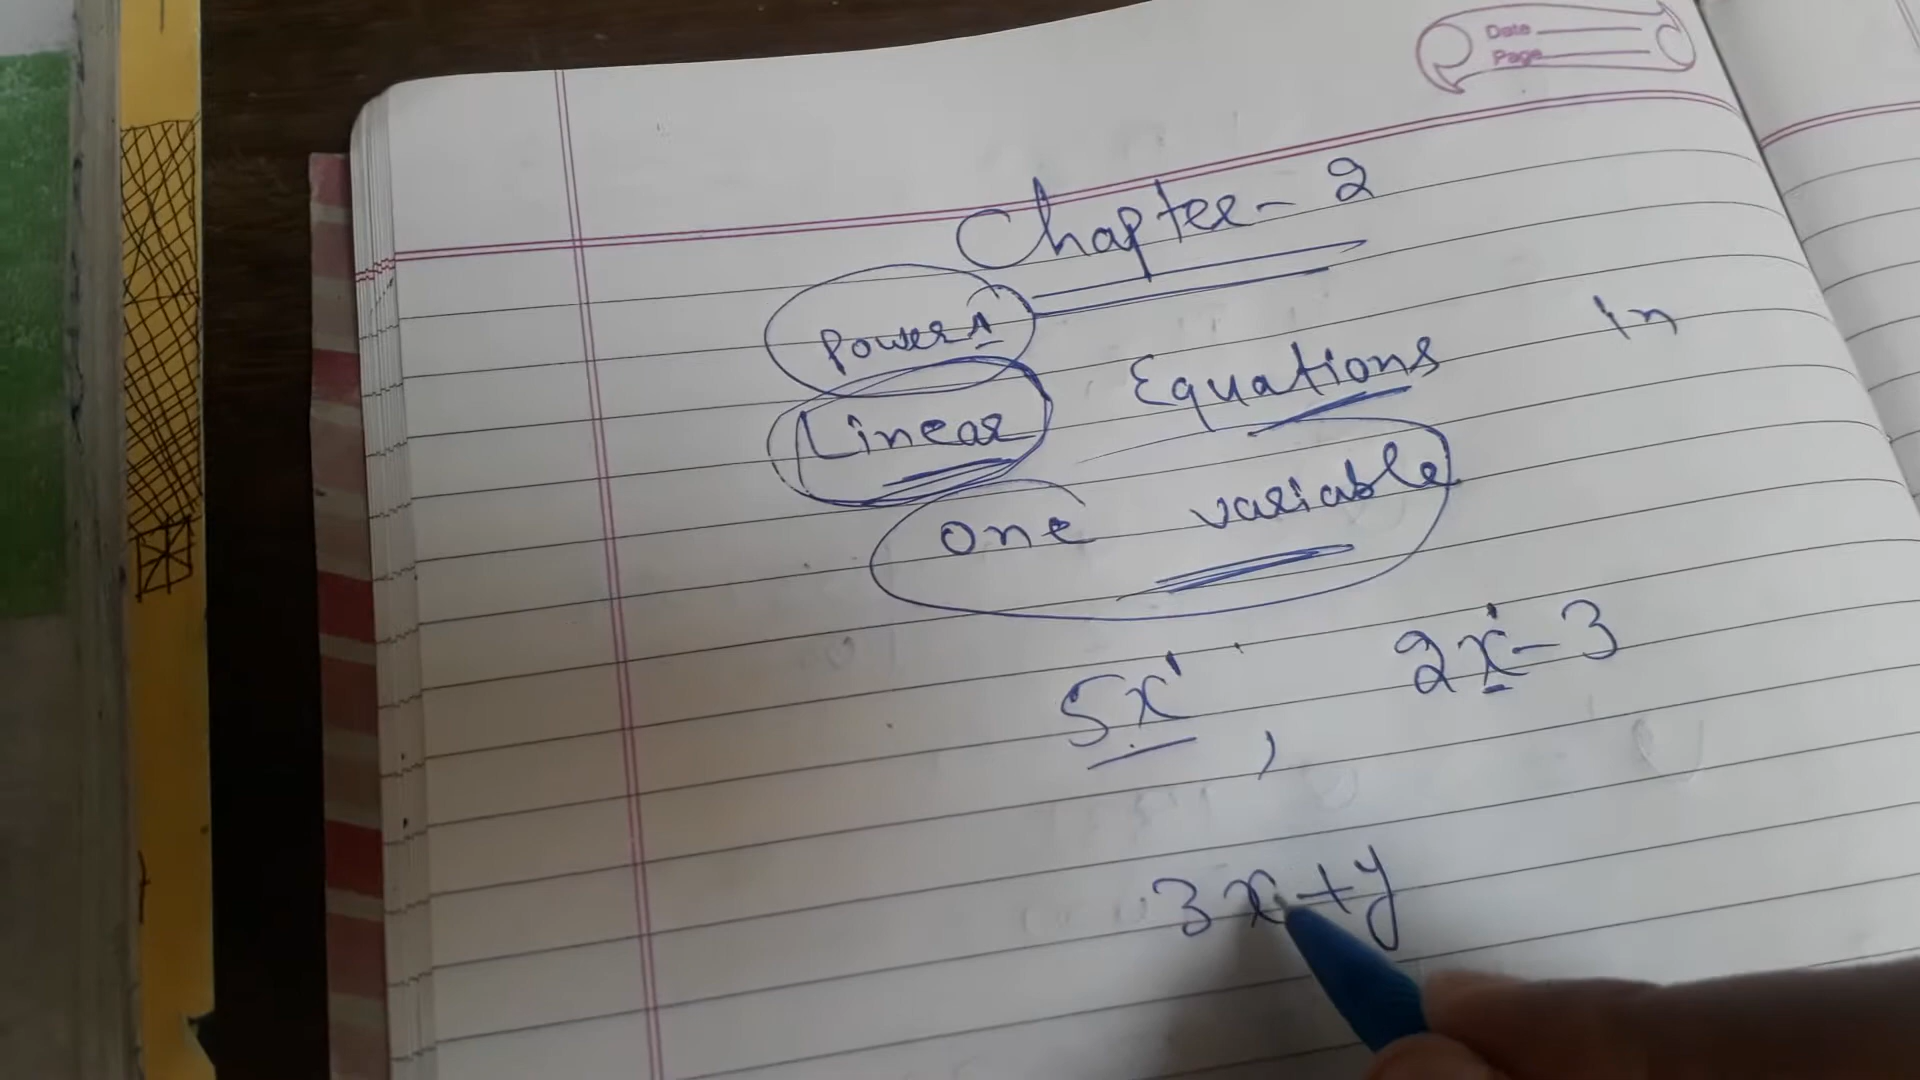 Date
Page
Chapter - 2
Power 1
Linear Equations in
one variable
5x¹ , 2x¹ - 3
3x + y